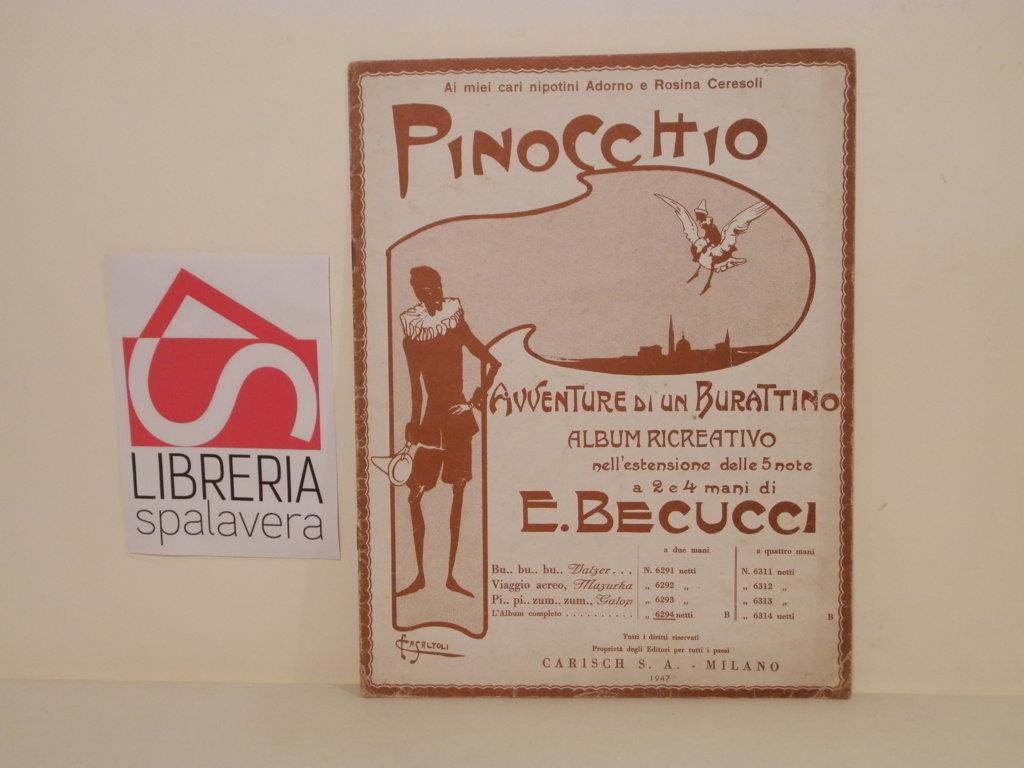 LIBRERIA
spalavera
Ai miei cari nipotini Adorno e Rosina Ceresoli
PINOCCHIO
AVVENTURE DI UN BURATTINO
ALBUM RICREATIVO
nell'estensione delle 5 note
a 2 e 4 mani di
E. BECUCCI
a due mani a quattro mani
Bu.. bu.. bu.. Valzer . . . N. 6291 netti N. 6311 netti
Viaggio aereo, Mazurka „ 6292 „ „ 6312 „
Pi.. pi.. zum.. zum., Galop „ 6293 „ „ 6313 „
L'Album completo . . . . . . . . . . „ 6294 netti B „ 6314 netti B
CASALTOLI
Tutti i diritti riservati
Proprietà degli Editori per tutti i paesi
CARISCH S. A. - MILANO
1947